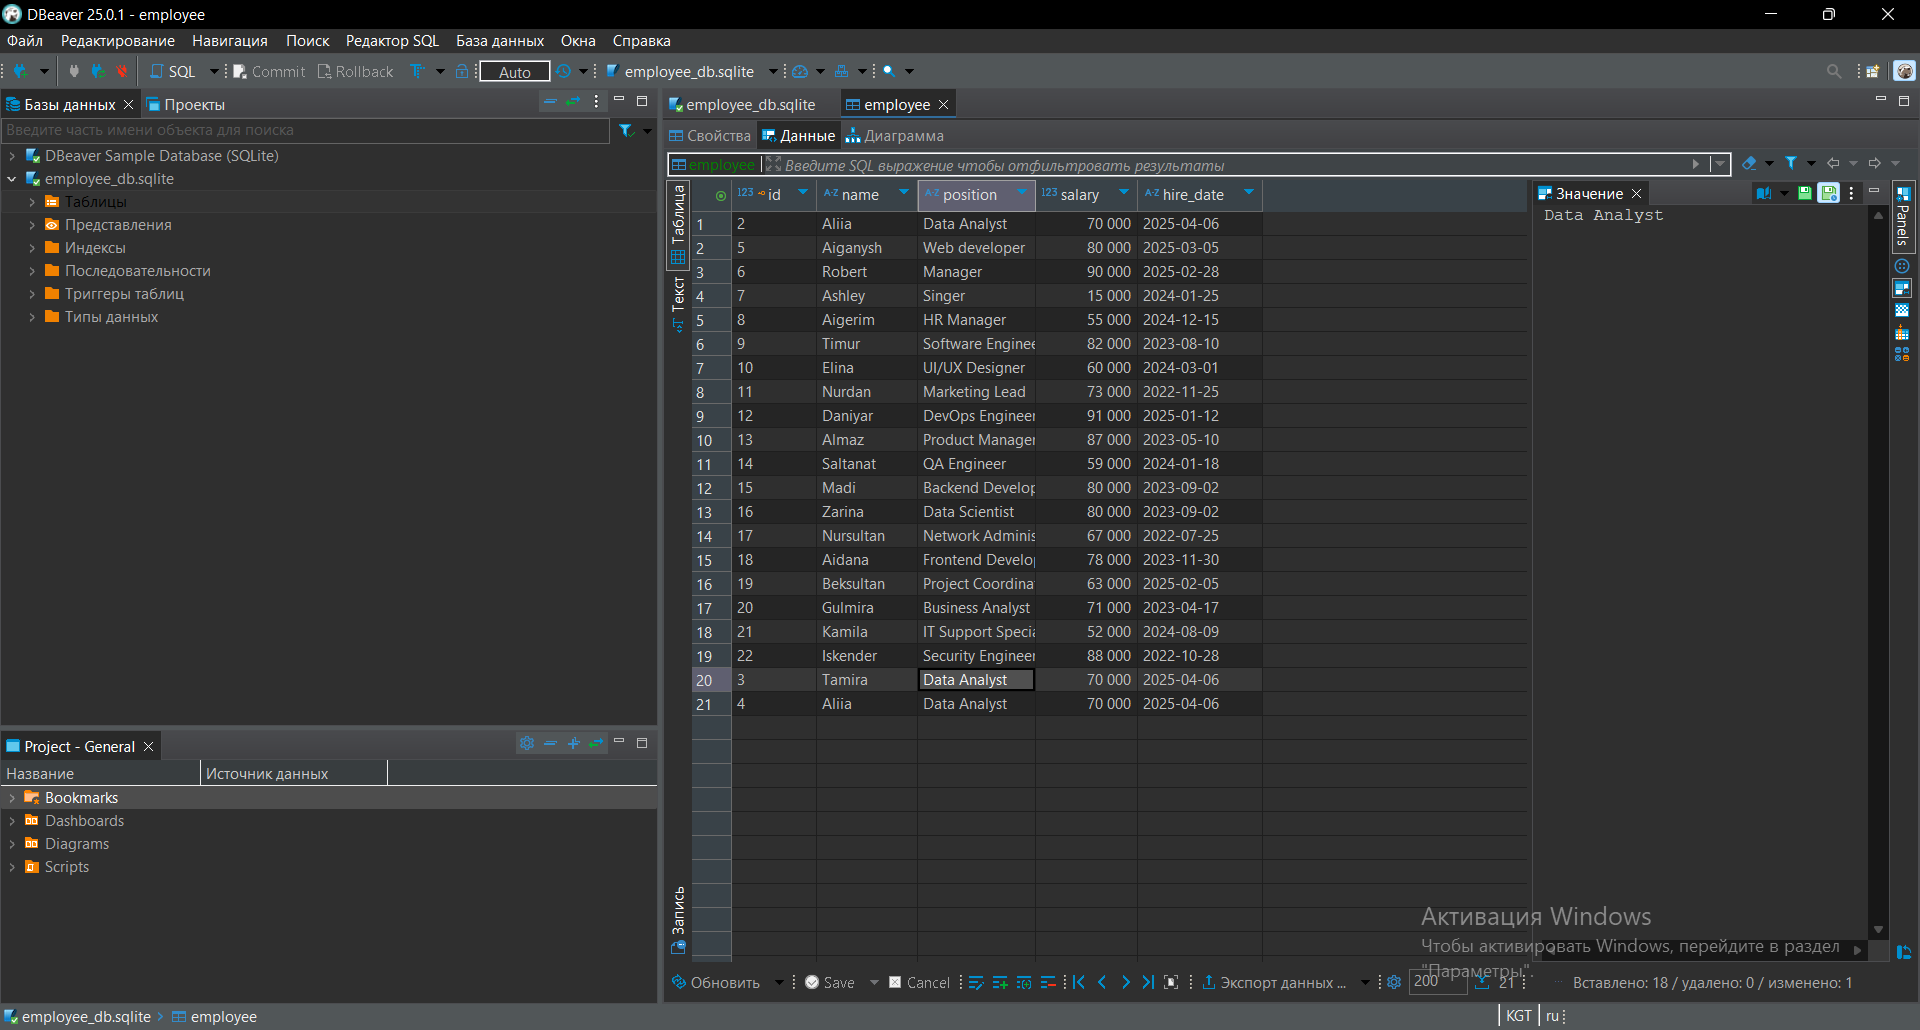 DBeaver 25.0.1 - employee
Файл Редактирование Навигация Поиск Редактор SQL База данных Окна Справка
SQL Commit Rollback Auto employee_db.sqlite
Базы данных Проекты
Введите часть имени объекта для поиска
DBeaver Sample Database (SQLite)
employee_db.sqlite
Таблицы
Представления
Индексы
Последовательности
Триггеры таблиц
Типы данных
Project - General
Название Источник данных
Bookmarks
Dashboards
Diagrams
Scripts
employee_db.sqlite employee
Свойства Данные Диаграмма
employee Введите SQL выражение чтобы отфильтровать результаты
Таблица
Текст
Запись
123 id A-Z name A-Z position 123 salary A-Z hire_date
1 2 Aliia Data Analyst 70 000 2025-04-06
2 5 Aiganysh Web developer 80 000 2025-03-05
3 6 Robert Manager 90 000 2025-02-28
4 7 Ashley Singer 15 000 2024-01-25
5 8 Aigerim HR Manager 55 000 2024-12-15
6 9 Timur Software Enginee 82 000 2023-08-10
7 10 Elina UI/UX Designer 60 000 2024-03-01
8 11 Nurdan Marketing Lead 73 000 2022-11-25
9 12 Daniyar DevOps Engineer 91 000 2025-01-12
10 13 Almaz Product Manager 87 000 2023-05-10
11 14 Saltanat QA Engineer 59 000 2024-01-18
12 15 Madi Backend Develop 80 000 2023-09-02
13 16 Zarina Data Scientist 80 000 2023-09-02
14 17 Nursultan Network Adminis 67 000 2022-07-25
15 18 Aidana Frontend Develo 78 000 2023-11-30
16 19 Beksultan Project Coordina 63 000 2025-02-05
17 20 Gulmira Business Analyst 71 000 2023-04-17
18 21 Kamila IT Support Specia 52 000 2024-08-09
19 22 Iskender Security Engineer 88 000 2022-10-28
20 3 Tamira Data Analyst 70 000 2025-04-06
21 4 Aliia Data Analyst 70 000 2025-04-06
Значение
Data Analyst
Panels
Активация Windows
Чтобы активировать Windows, перейдите в раздел
"Параметры".
Обновить Save Cancel Экспорт данных ... 200 21 Вставлено: 18 / удалено: 0 / изменено: 1
employee_db.sqlite employee KGT ru